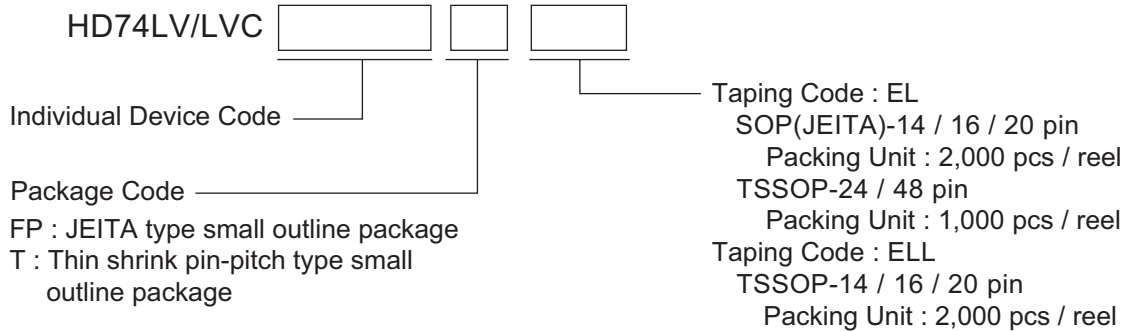 HD74LV/LVC
Individual Device Code
Package Code
FP : JEITA type small outline package
T : Thin shrink pin-pitch type small
outline package
Taping Code : EL
SOP(JEITA)-14 / 16 / 20 pin
Packing Unit : 2,000 pcs / reel
TSSOP-24 / 48 pin
Packing Unit : 1,000 pcs / reel
Taping Code : ELL
TSSOP-14 / 16 / 20 pin
Packing Unit : 2,000 pcs / reel